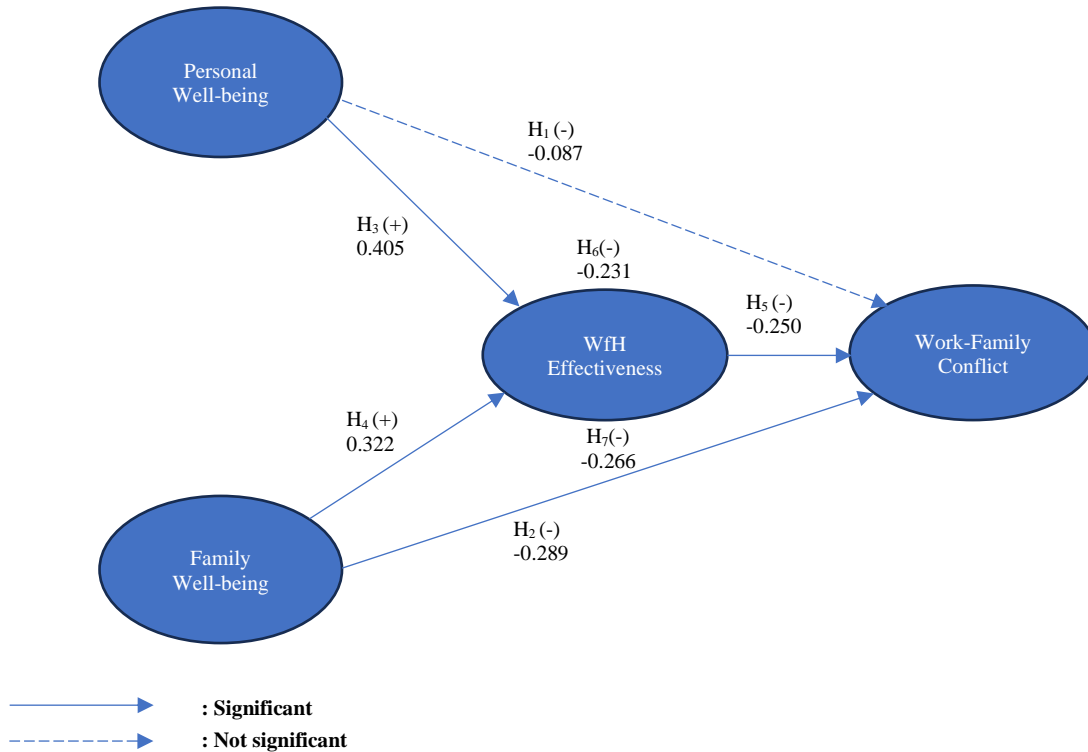 Personal
Well-being
H₁ (-)
-0.087
H₃ (+)
0.405
H₆(-)
-0.231
H₅ (-)
-0.250
WfH
Effectiveness
Work-Family
Conflict
H₄ (+)
0.322
H₇(-)
-0.266
H₂ (-)
-0.289
Family
Well-being
: Significant
: Not significant